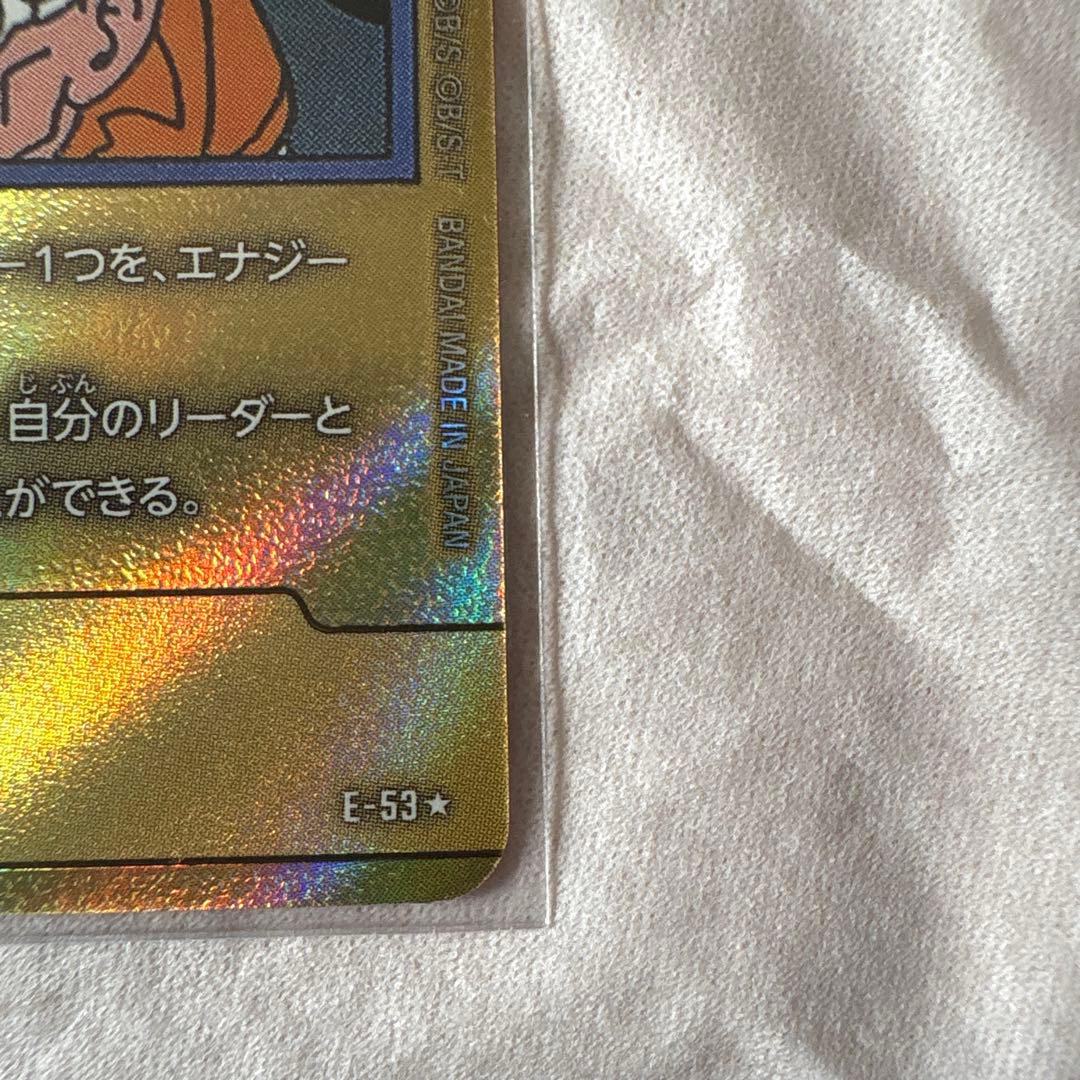 ー1つを、エナジー
じぶん
自分のリーダーと
ができる。
E-53★
B/S ©B/S・T BANDAI MADE IN JAPAN